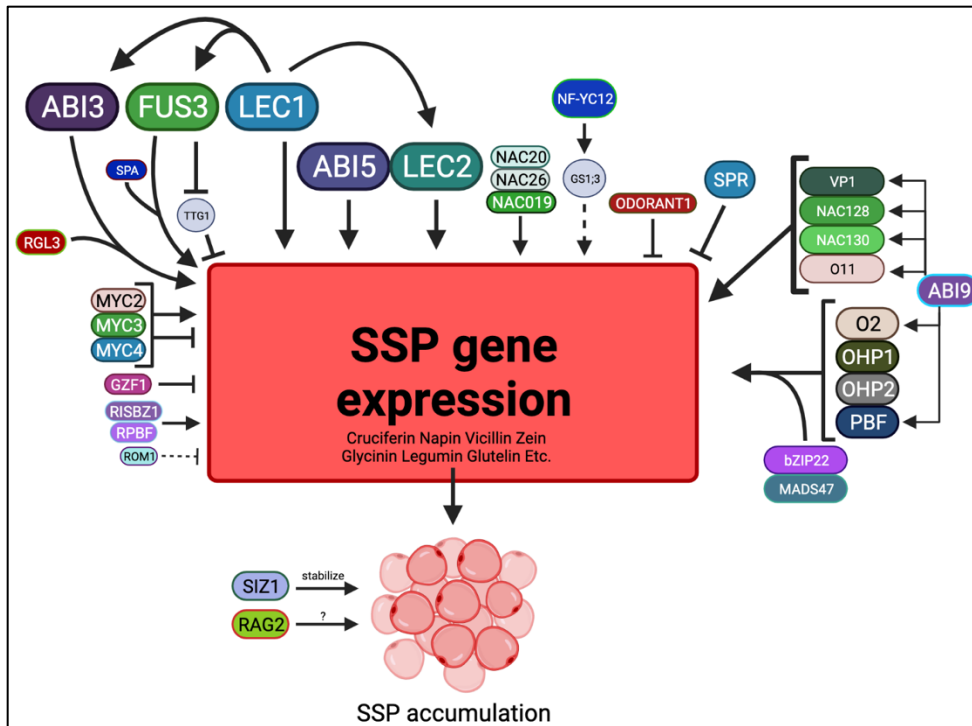 ABI3
FUS3
LEC1
NF-YC12
SPA
ABI5
LEC2
NAC20
NAC26
NAC019
GS1;3
ODORANT1
SPR
VP1
NAC128
NAC130
O11
TTG1
RGL3
ABI9
MYC2
MYC3
MYC4
GZF1
RISBZ1
RPBF
ROM1
SSP gene
expression
Cruciferin Napin Vicillin Zein
Glycinin Legumin Glutelin Etc.
O2
OHP1
OHP2
PBF
bZIP22
MADS47
SIZ1
stabilize
RAG2
?
SSP accumulation